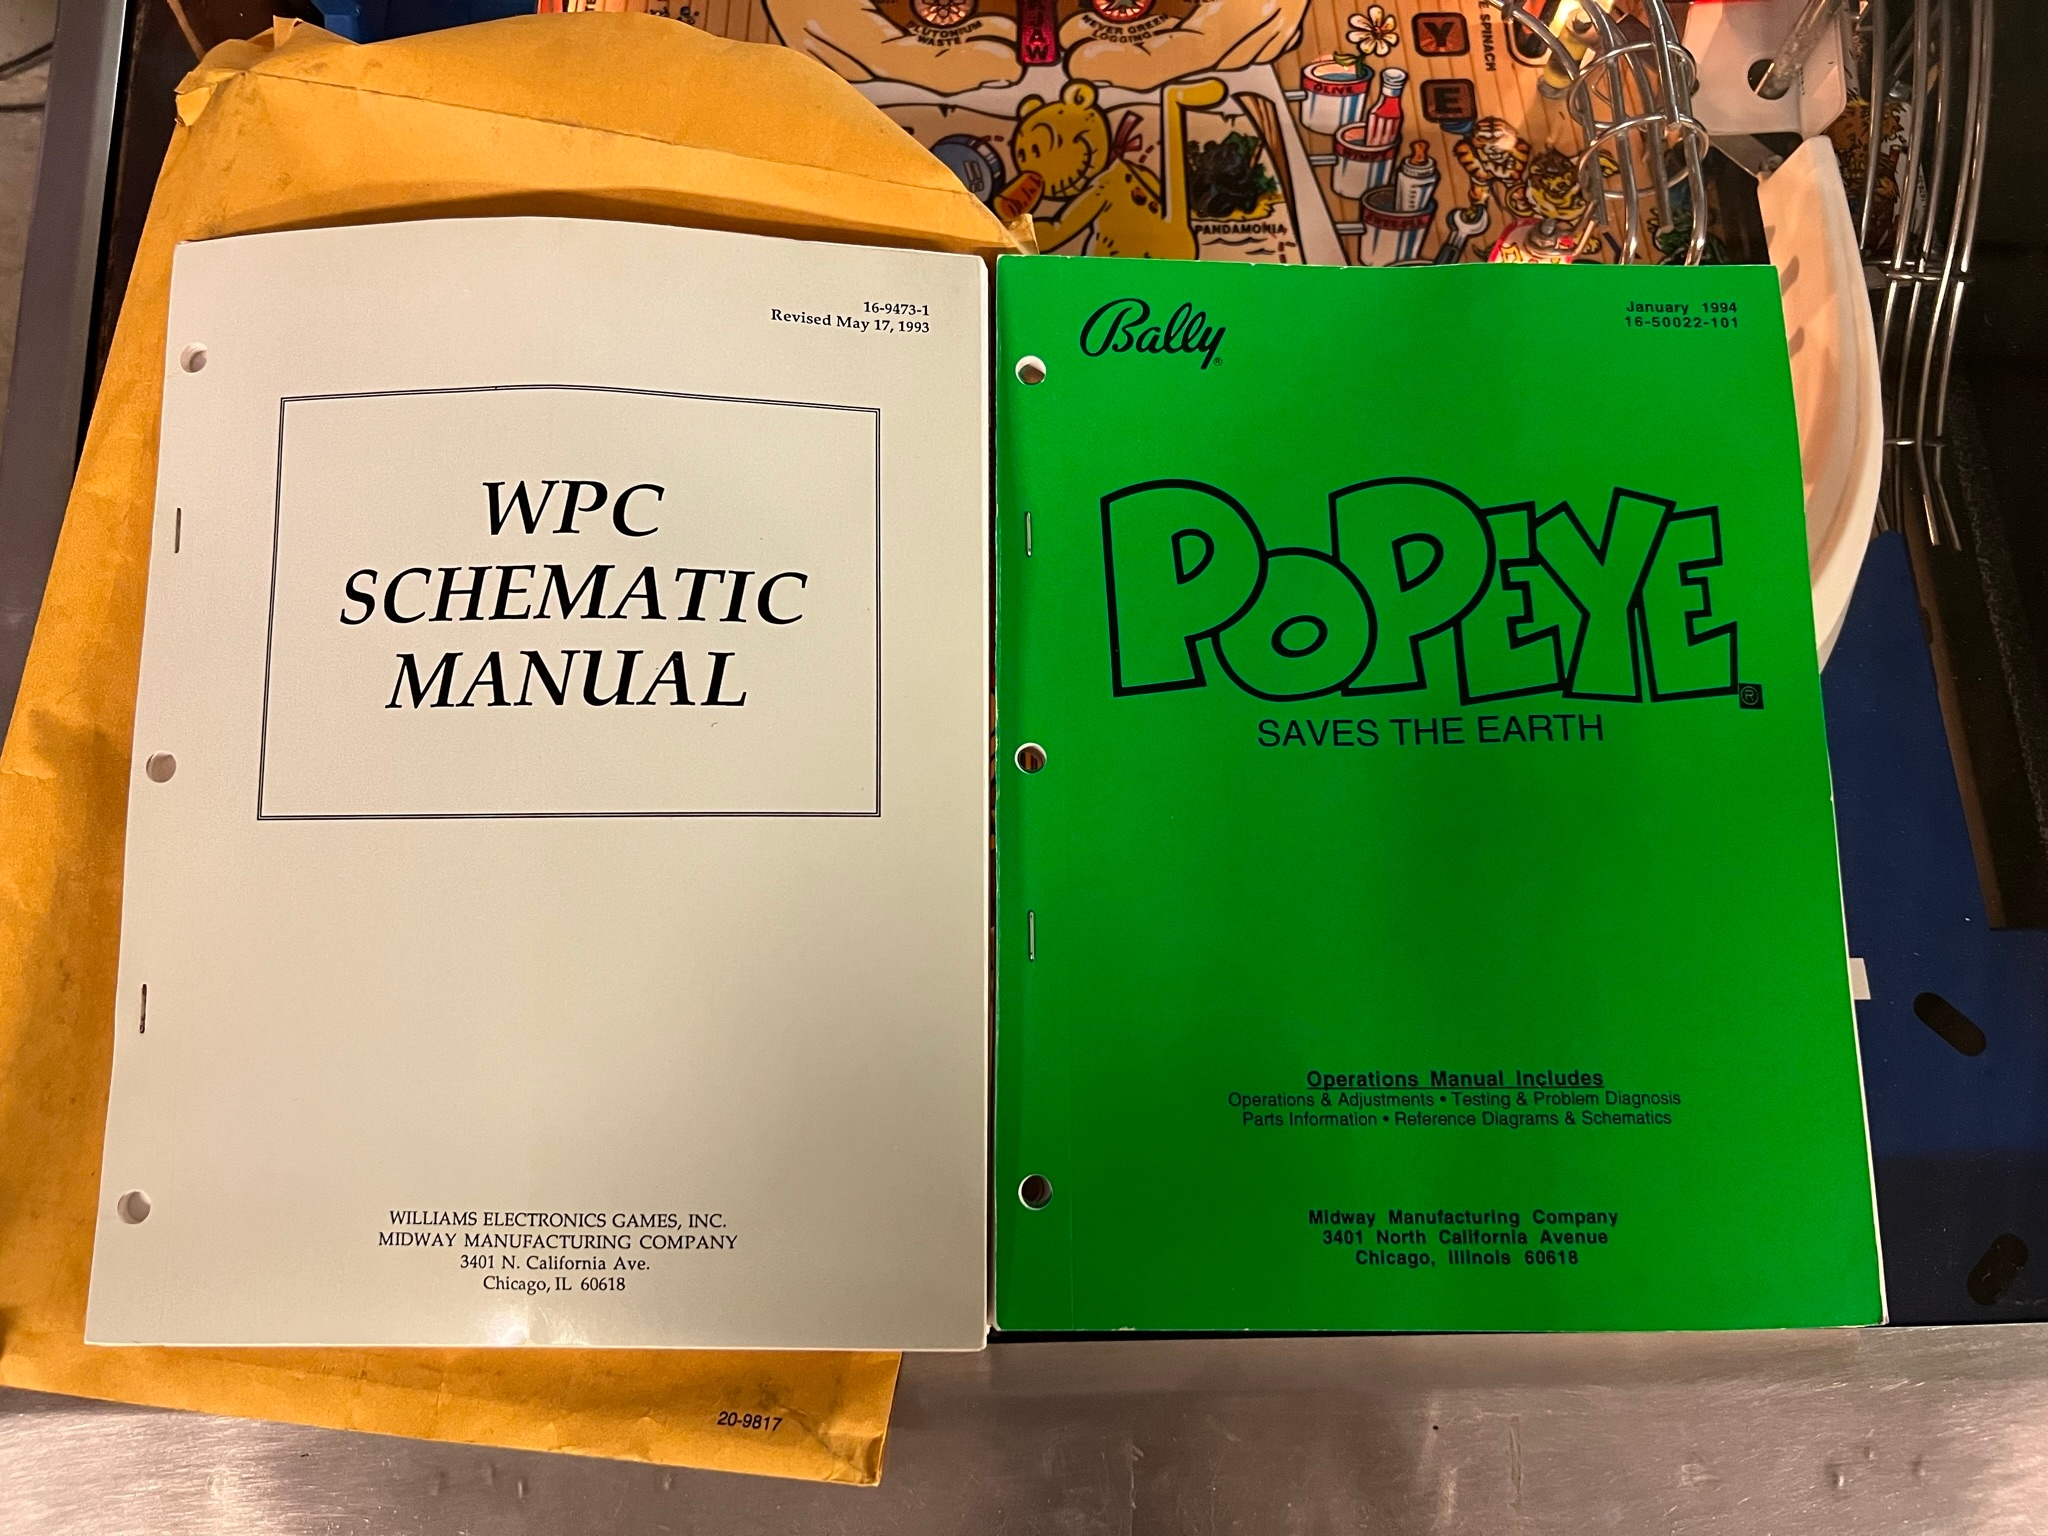 PLUTONIUM
WASTE
NEVER GREEN
LOGGING
Y
E
SPINACH
OLIVE
PANDAMONIA
16-9473-1
Revised May 17, 1993
WPC
SCHEMATIC
MANUAL
WILLIAMS ELECTRONICS GAMES, INC.
MIDWAY MANUFACTURING COMPANY
3401 N. California Ave.
Chicago, IL 60618
20-9817
Bally®
January 1994
16-50022-101
POPEYE®
SAVES THE EARTH
Operations Manual Includes
Operations & Adjustments • Testing & Problem Diagnosis
Parts Information • Reference Diagrams & Schematics
Midway Manufacturing Company
3401 North California Avenue
Chicago, Illinois 60618